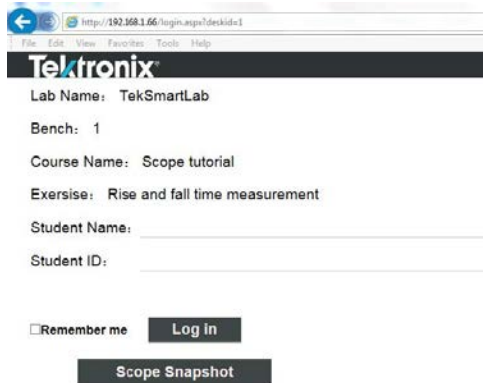 http://192.168.1.66/login.aspx?deskid=1
File Edit View Favorites Tools Help
Tektronix
Lab Name: TekSmartLab
Bench: 1
Course Name: Scope tutorial
Exersise: Rise and fall time measurement
Student Name:
Student ID:
Remember me Log in
Scope Snapshot